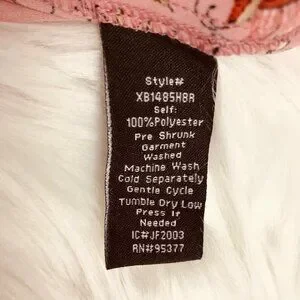 Style#
XB1485H8R
Self:
100%Polyester
Pre Shrunk
Garment
Washed
Machine Wash
Cold Separately
Gentle Cycle
Tumble Dry Low
Press If
Needed
IC#JF2003
RN#95377